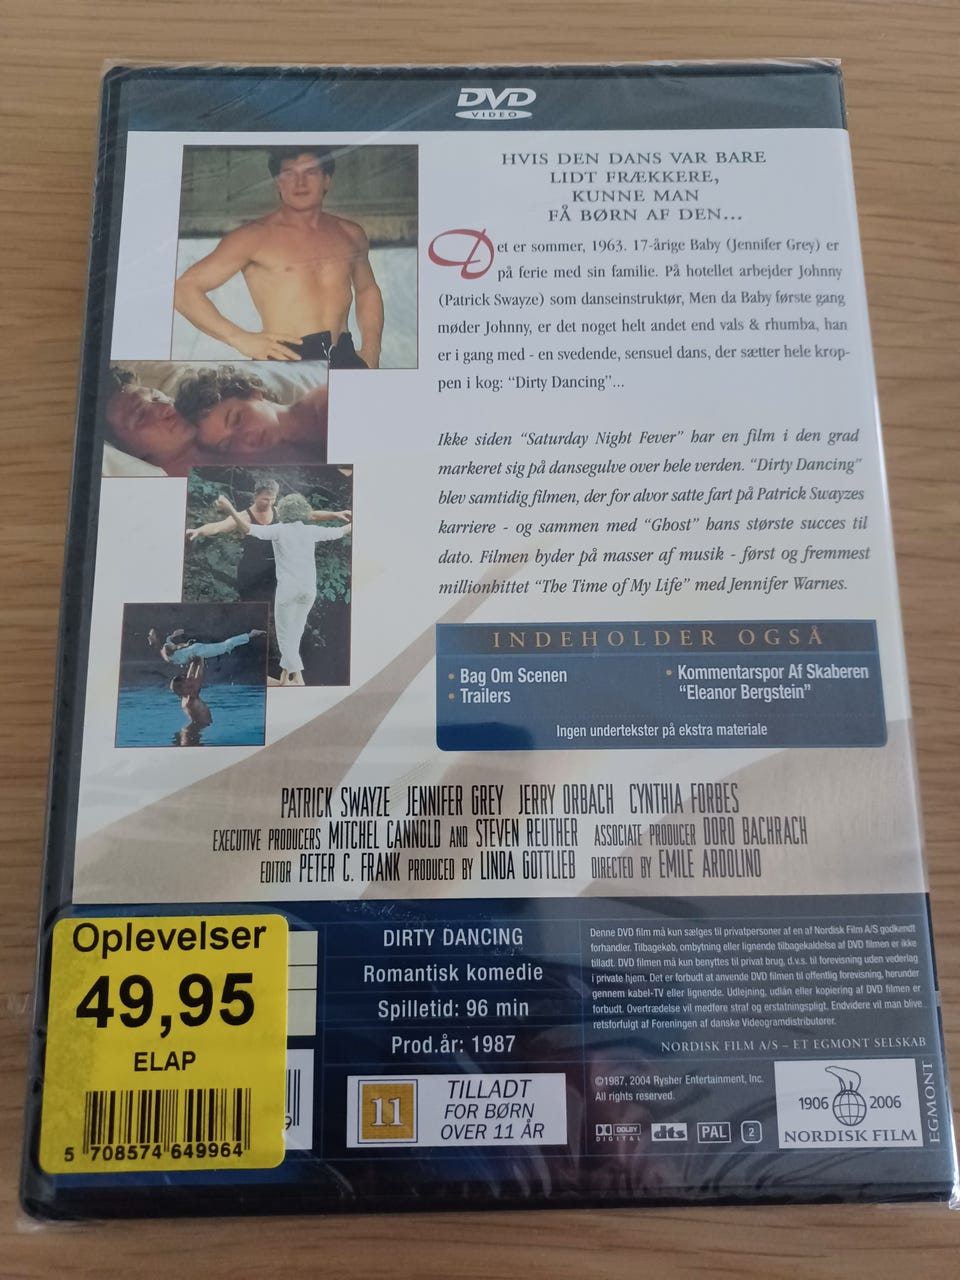 DVD
VIDEO
HVIS DEN DANS VAR BARE
LIDT FRÆKKERE,
KUNNE MAN
FÅ BØRN AF DEN...
Det er sommer, 1963. 17-årige Baby (Jennifer Grey) er
på ferie med sin familie. På hotellet arbejder Johnny
(Patrick Swayze) som danseinstruktør, Men da Baby første gang
møder Johnny, er det noget helt andet end vals & rhumba, han
er i gang med - en svedende, sensuel dans, der sætter hele krop-
pen i kog: “Dirty Dancing”...
Ikke siden “Saturday Night Fever” har en film i den grad
markeret sig på dansegulve over hele verden. “Dirty Dancing”
blev samtidig filmen, der for alvor satte fart på Patrick Swayzes
karriere - og sammen med “Ghost” hans største succes til
dato. Filmen byder på masser af musik - først og fremmest
millionhittet “The Time of My Life” med Jennifer Warnes.
INDEHOLDER OGSÅ
• Bag Om Scenen
• Trailers
• Kommentarspor Af Skaberen
“Eleanor Bergstein”
Ingen undertekster på ekstra materiale
PATRICK SWAYZE JENNIFER GREY JERRY ORBACH CYNTHIA FORBES
EXECUTIVE PRODUCERS MITCHEL CANNOLD AND STEVEN REUTHER ASSOCIATE PRODUCER DORO BACHRACH
EDITOR PETER C. FRANK PRODUCED BY LINDA GOTTLIEB DIRECTED BY EMILE ARDOLINO
Oplevelser
49,95
ELAP
5 708574 649964
9
DIRTY DANCING
Romantisk komedie
Spilletid: 96 min
Prod.år: 1987
11
TILLADT
FOR BØRN
OVER 11 ÅR
Denne DVD film må kun sælges til privatpersoner af en af Nordisk Film A/S godkendt
forhandler. Tilbagekøb, ombytning eller lignende tilbagekaldelse af DVD filmen er ikke
tilladt. DVD filmen må kun benyttes til privat brug, d.v.s. til forevisning uden vederlag
i private hjem. Det er forbudt at anvende DVD filmen til offentlig forevisning, herunder
gennem kabel-TV eller lignende. Udlejning, udlån eller kopiering af DVD filmen er
forbudt. Overtrædelse vil medføre straf og erstatningspligt. Endvidere vil man blive
retsforfulgt af Foreningen af danske Videogramdistributører.
NORDISK FILM A/S – ET EGMONT SELSKAB
©1987, 2004 Rysher Entertainment, Inc.
All rights reserved.
DOLBY
DIGITAL
dts
PAL
2
1906 2006
NORDISK FILM
EGMONT